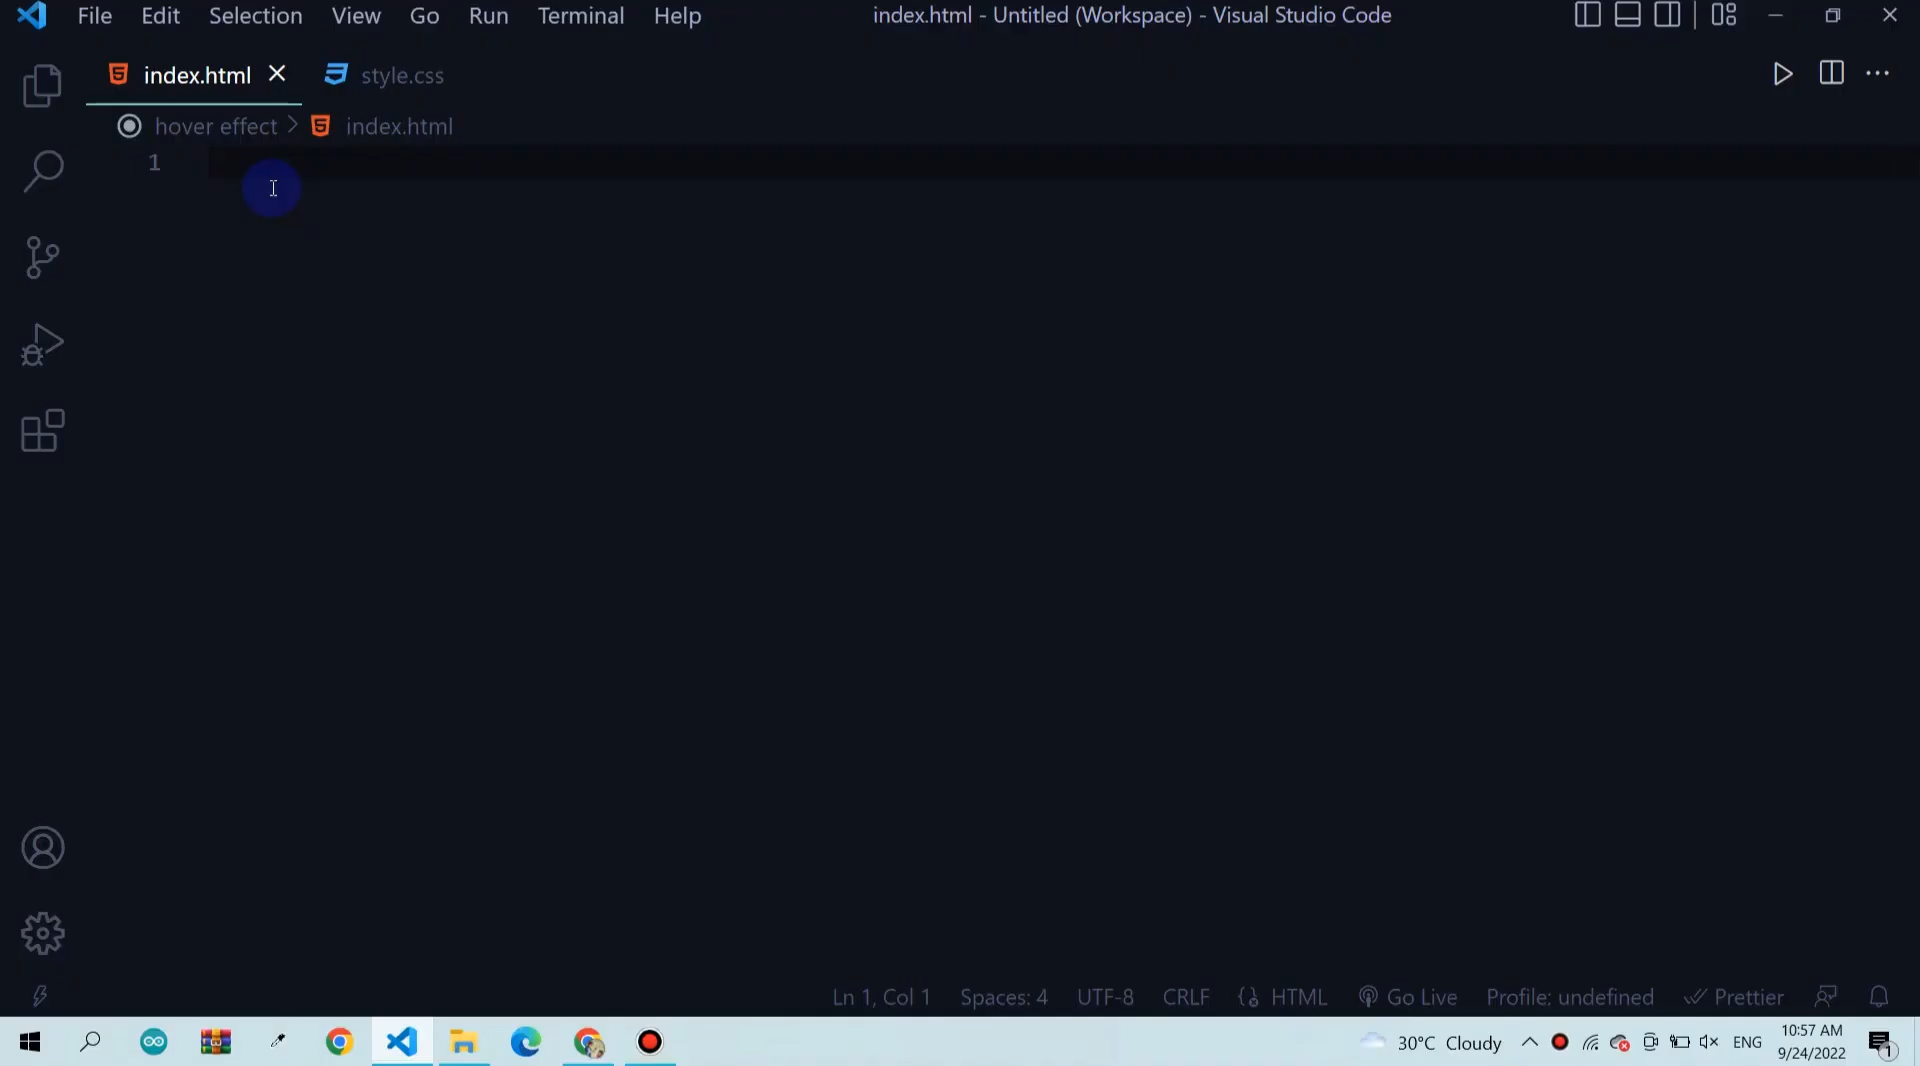 File Edit Selection View Go Run Terminal Help index.html - Untitled (Workspace) - Visual Studio Code
index.html style.css
hover effect > index.html
1
Ln 1, Col 1 Spaces: 4 UTF-8 CRLF HTML Go Live Profile: undefined Prettier
30°C Cloudy ENG 10:57 AM
9/24/2022 1